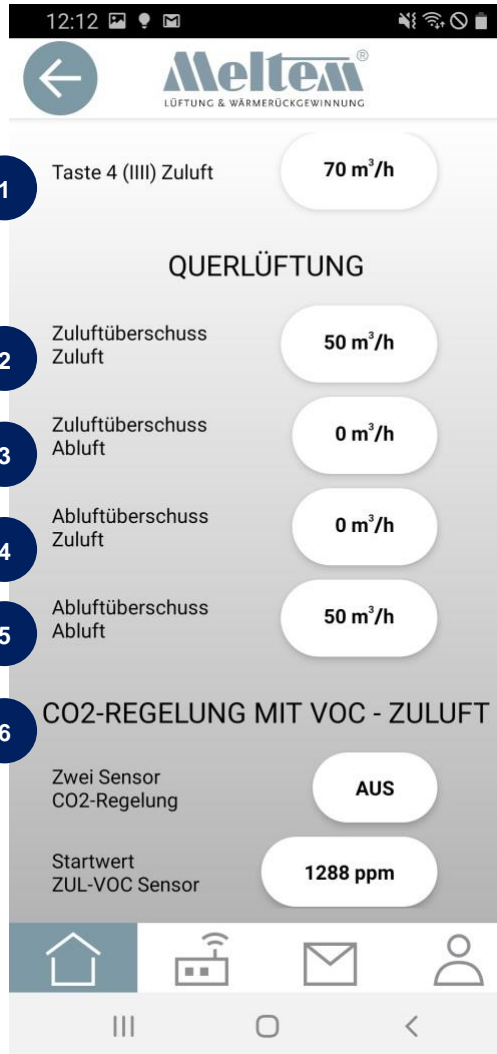 12:12
Meltem®
LÜFTUNG & WÄRMERÜCKGEWINNUNG
1
Taste 4 (IIII) Zuluft
70 m³/h
QUERLÜFTUNG
2
Zuluftüberschuss
Zuluft
50 m³/h
3
Zuluftüberschuss
Abluft
0 m³/h
4
Abluftüberschuss
Zuluft
0 m³/h
5
Abluftüberschuss
Abluft
50 m³/h
6
CO2-REGELUNG MIT VOC - ZULUFT
Zwei Sensor
CO2-Regelung
AUS
Startwert
ZUL-VOC Sensor
1288 ppm